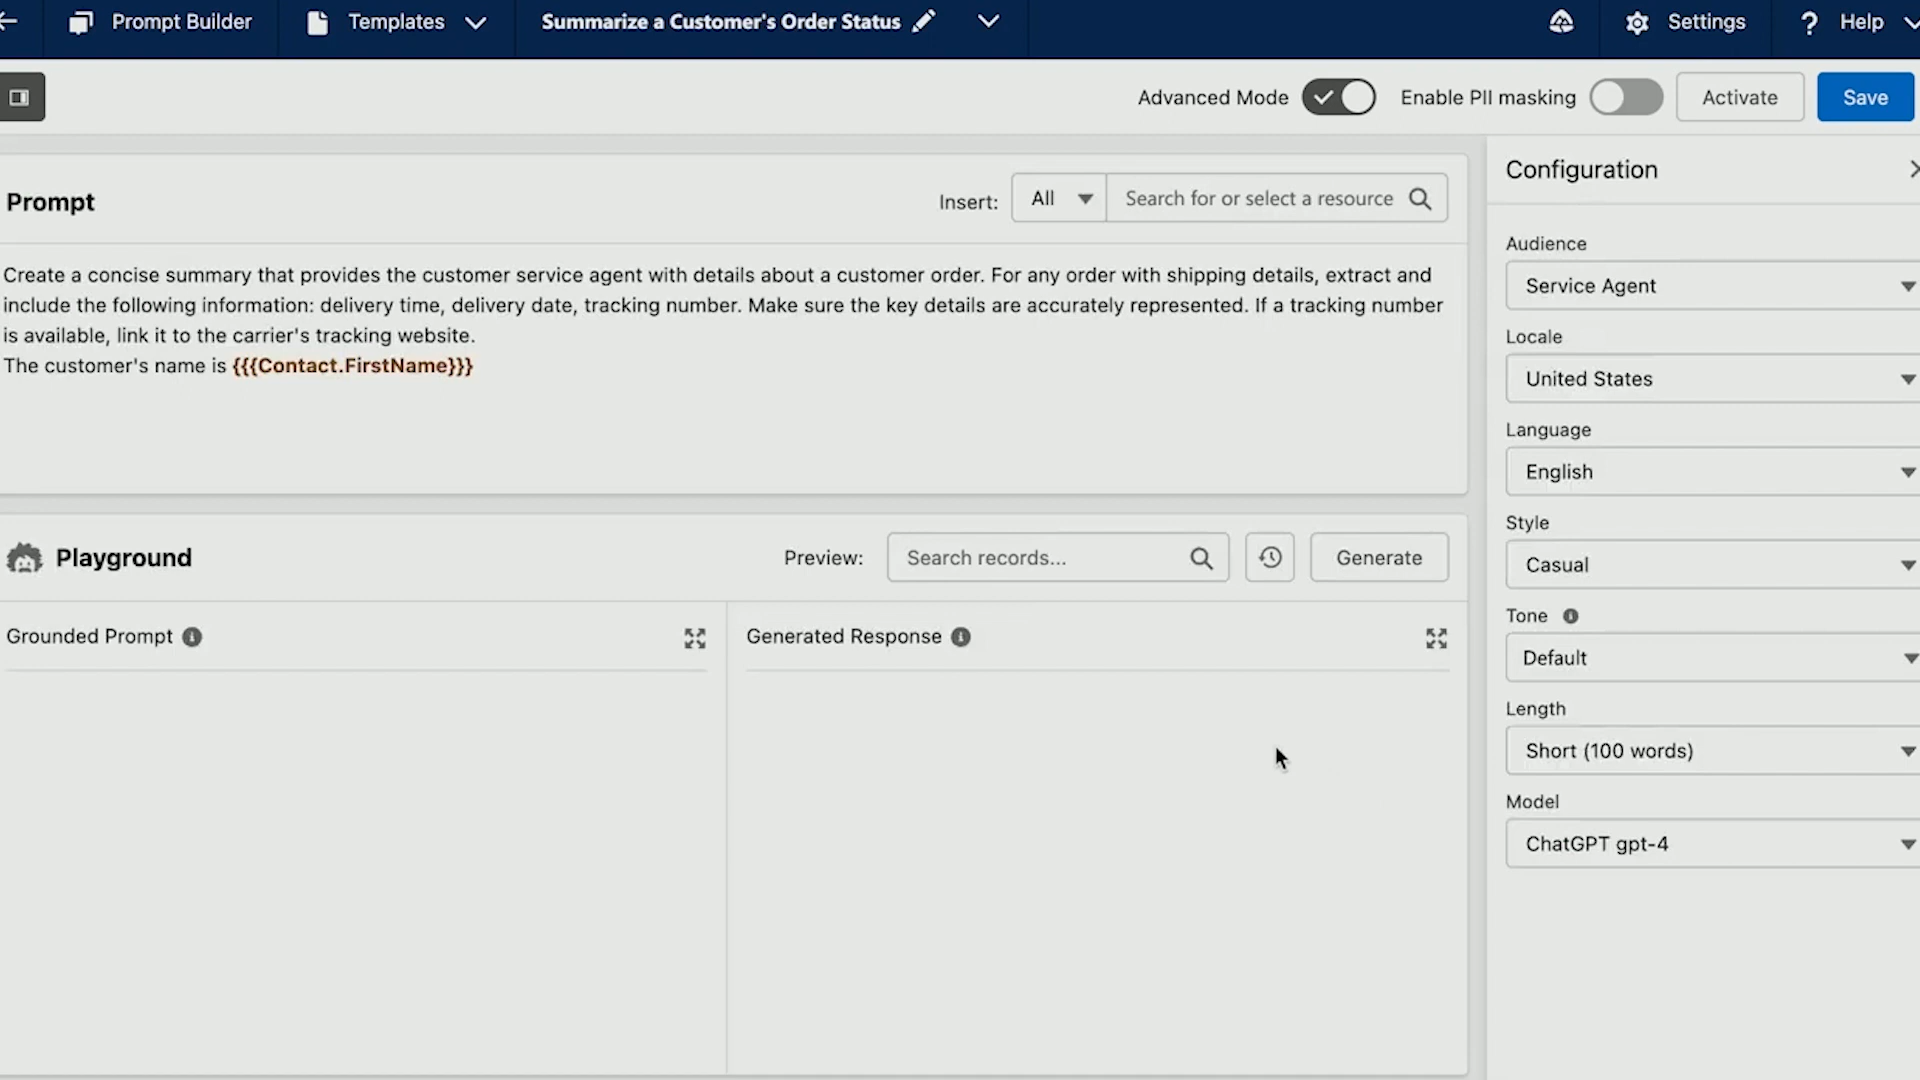 Prompt Builder
Templates
Summarize a Customer's Order Status
Settings
Help
Advanced Mode
Enable PII masking
Activate
Save
Prompt
Insert:
All
Search for or select a resource
Create a concise summary that provides the customer service agent with details about a customer order. For any order with shipping details, extract and
include the following information: delivery time, delivery date, tracking number. Make sure the key details are accurately represented. If a tracking number
is available, link it to the carrier's tracking website.
The customer's name is {{{Contact.FirstName}}}
Playground
Preview:
Search records...
Generate
Grounded Prompt
Generated Response
Configuration
Audience
Service Agent
Locale
United States
Language
English
Style
Casual
Tone
Default
Length
Short (100 words)
Model
ChatGPT gpt-4